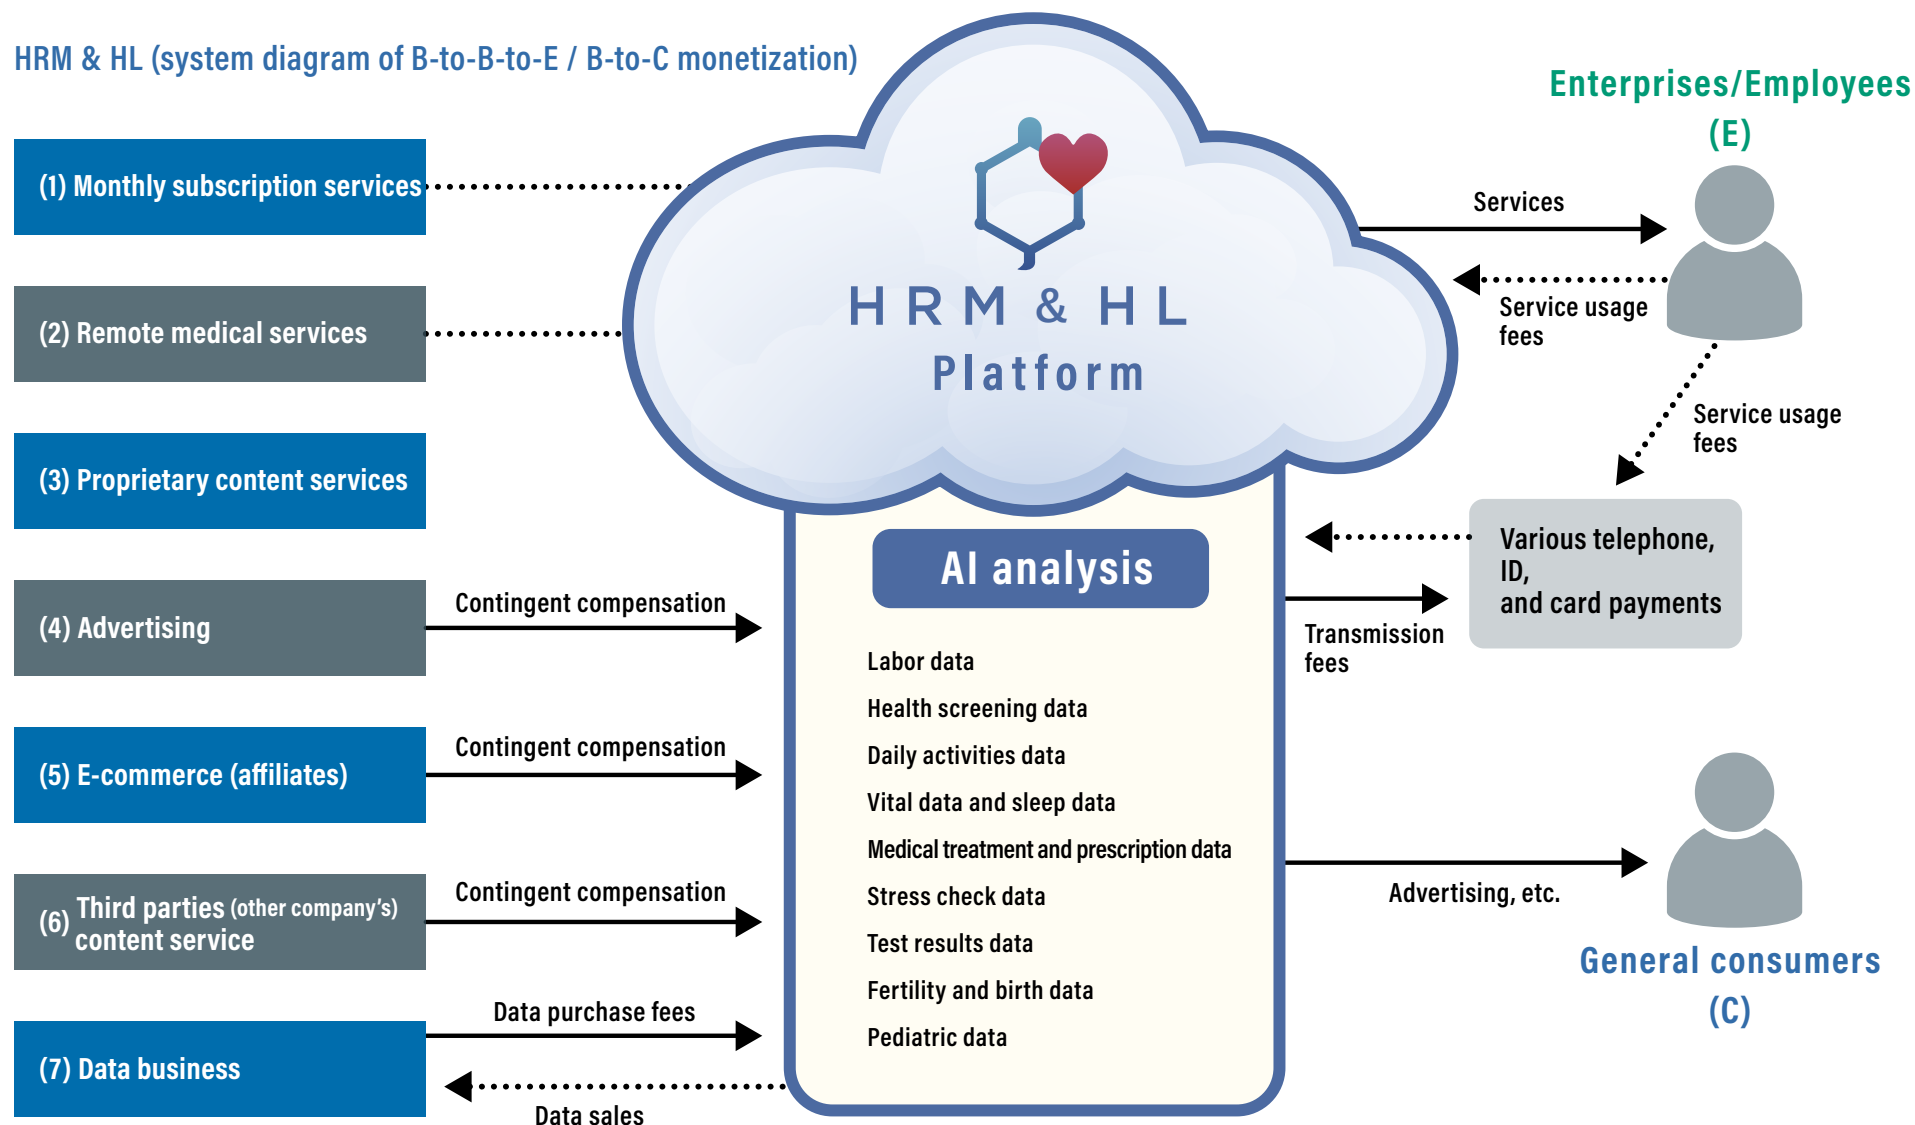 HRM & HL (system diagram of B-to-B-to-E / B-to-C monetization)
(1) Monthly subscription services
(2) Remote medical services
(3) Proprietary content services
(4) Advertising
(5) E-commerce (affiliates)
(6) Third parties (other company's)
content service
(7) Data business
Contingent compensation
Contingent compensation
Contingent compensation
Data purchase fees
Data sales
HRM & HL
Platform
AI analysis
Labor data
Health screening data
Daily activities data
Vital data and sleep data
Medical treatment and prescription data
Stress check data
Test results data
Fertility and birth data
Pediatric data
Enterprises/Employees
(E)
Services
Service usage
fees
Service usage
fees
Various telephone,
ID,
and card payments
Transmission
fees
Advertising, etc.
General consumers
(C)